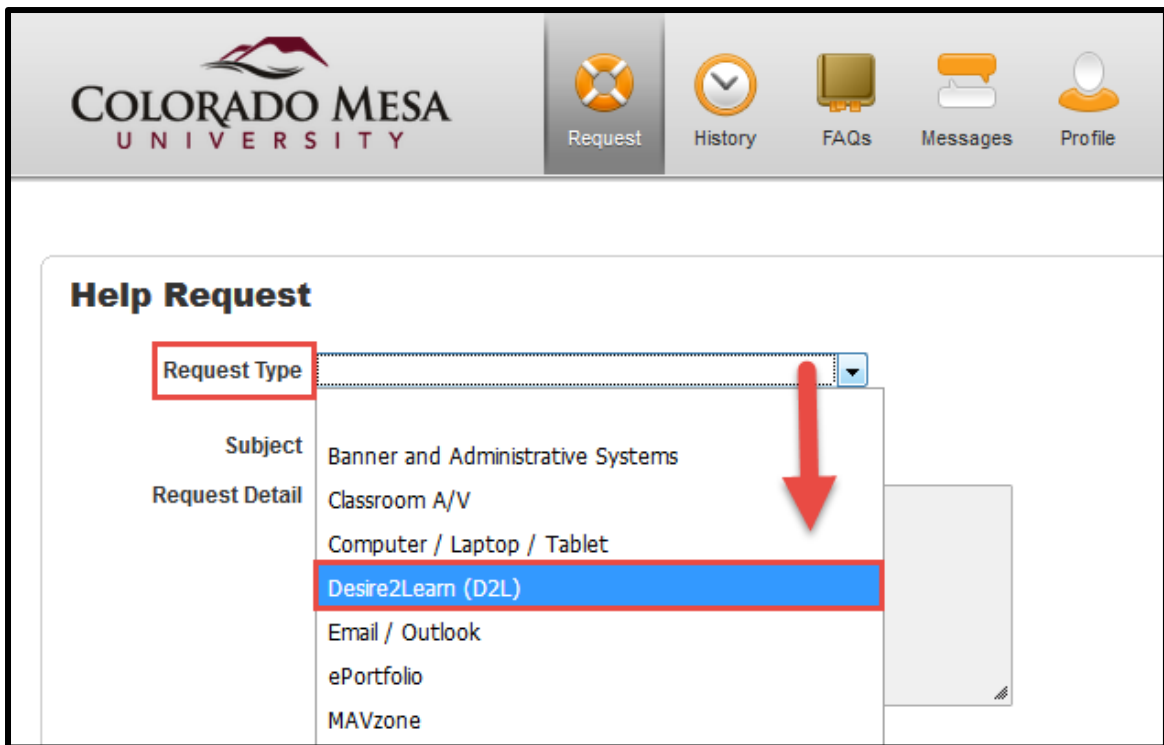 COLORADO MESA
UNIVERSITY
Request
History
FAQs
Messages
Profile
Help Request
Request Type
Subject
Request Detail
Banner and Administrative Systems
Classroom A/V
Computer / Laptop / Tablet
Desire2Learn (D2L)
Email / Outlook
ePortfolio
MAVzone